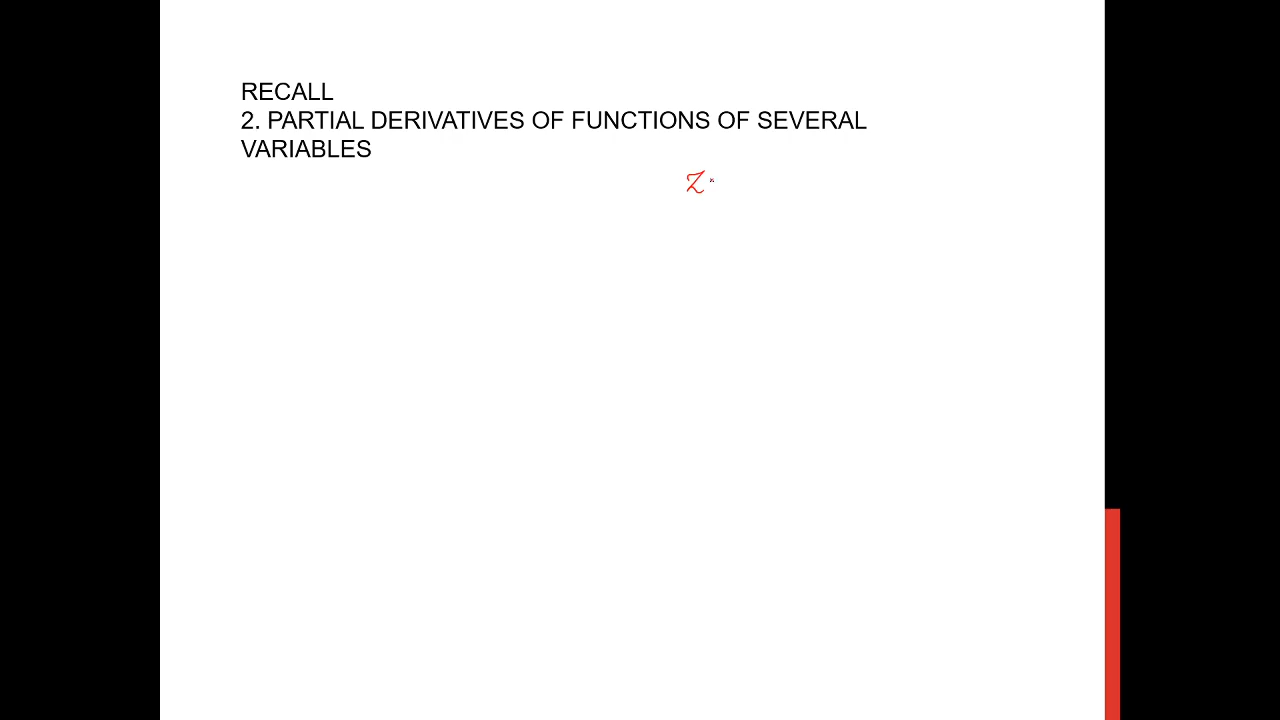 RECALL
2. PARTIAL DERIVATIVES OF FUNCTIONS OF SEVERAL
VARIABLES
Z